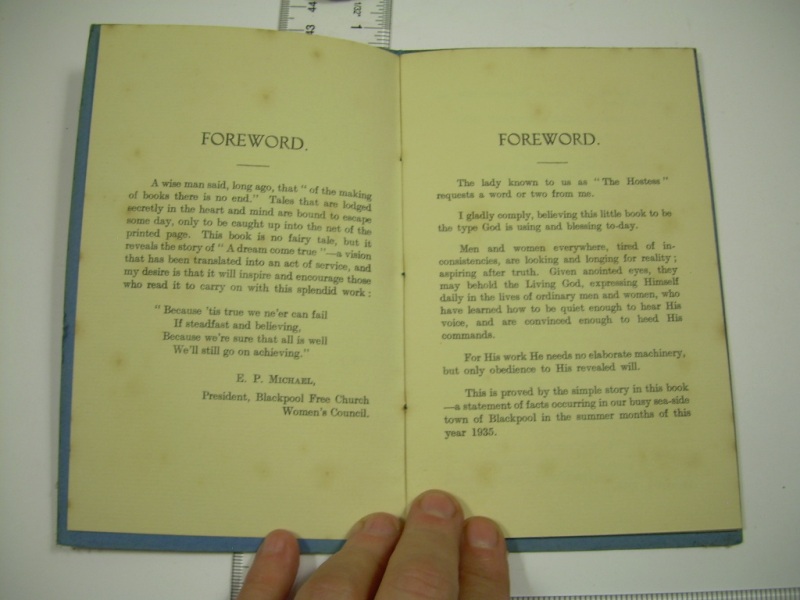 44
43
1
FOREWORD.
A wise man said, long ago, that " of the making
of books there is no end." Tales that are lodged
secretly in the heart and mind are bound to escape
some day, only to be caught up into the net of the
printed page. This book is no fairy tale, but it
reveals the story of " A dream come true "—a vision
that has been translated into an act of service, and
my desire is that it will inspire and encourage those
who read it to carry on with this splendid work :
" Because 'tis true we ne'er can fail
If steadfast and believing,
Because we're sure that all is well
We'll still go on achieving."
E. P. MICHAEL,
President, Blackpool Free Church
Women's Council.
FOREWORD.
The lady known to us as "The Hostess"
requests a word or two from me.
I gladly comply, believing this little book to be
the type God is using and blessing to-day.
Men and women everywhere, tired of in-
consistencies, are looking and longing for reality ;
aspiring after truth. Given anointed eyes, they
may behold the Living God, expressing Himself
daily in the lives of ordinary men and women, who
have learned how to be quiet enough to hear His
voice, and are convinced enough to heed His
commands.
For His work He needs no elaborate machinery,
but only obedience to His revealed will.
This is proved by the simple story in this book
—a statement of facts occurring in our busy sea-side
town of Blackpool in the summer months of this
year 1935.